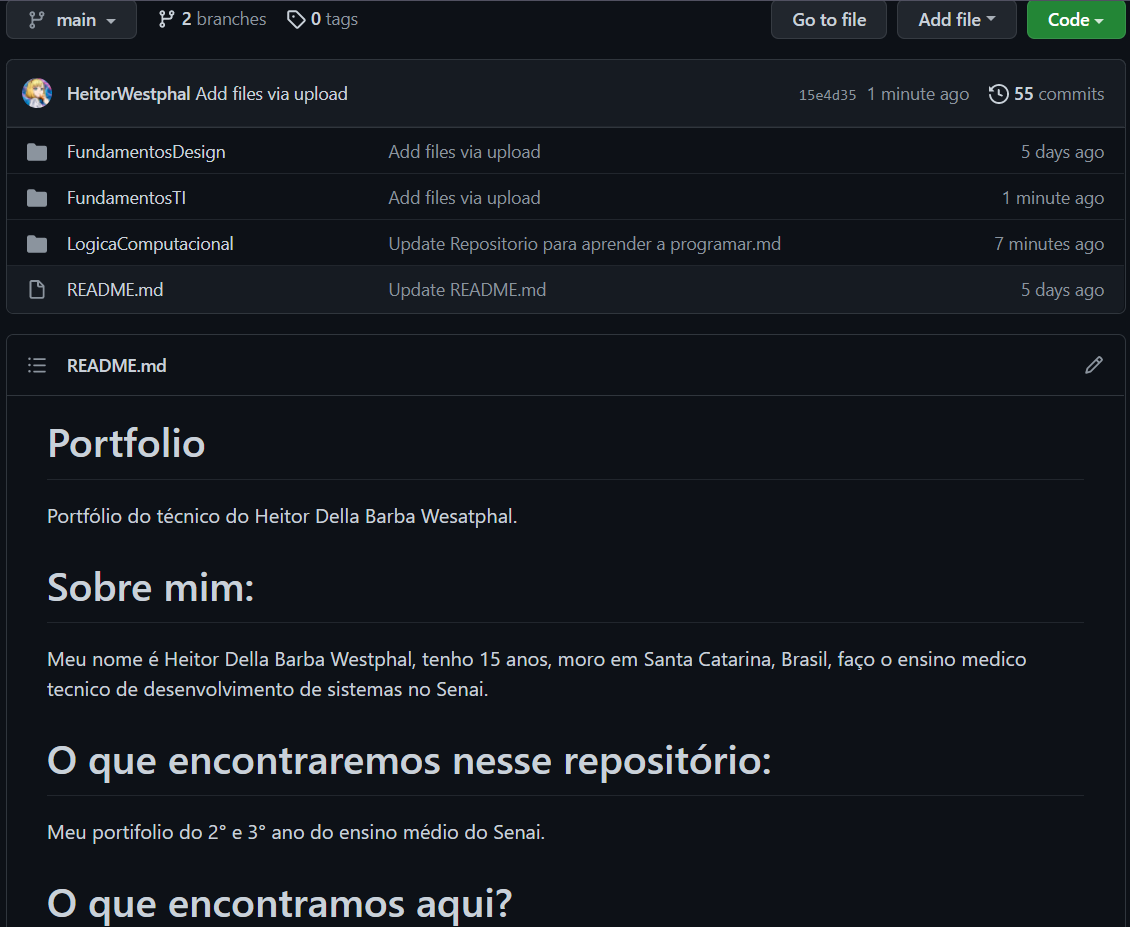 main
2 branches
0 tags
Go to file
Add file
Code
HeitorWestphal Add files via upload
15e4d35 1 minute ago
55 commits
FundamentosDesign Add files via upload 5 days ago
FundamentosTI Add files via upload 1 minute ago
LogicaComputacional Update Repositorio para aprender a programar.md 7 minutes ago
README.md Update README.md 5 days ago
README.md
Portfolio
Portfólio do técnico do Heitor Della Barba Wesatphal.
Sobre mim:
Meu nome é Heitor Della Barba Westphal, tenho 15 anos, moro em Santa Catarina, Brasil, faço o ensino medico
tecnico de desenvolvimento de sistemas no Senai.
O que encontraremos nesse repositório:
Meu portifolio do 2° e 3° ano do ensino médio do Senai.
O que encontramos aqui?